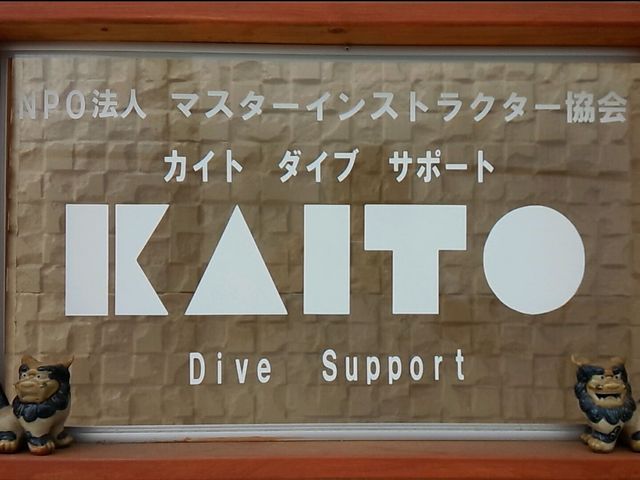 NPO法人 マスターインストラクター協会
カイト ダイブ サポート
KAITO
Dive Support